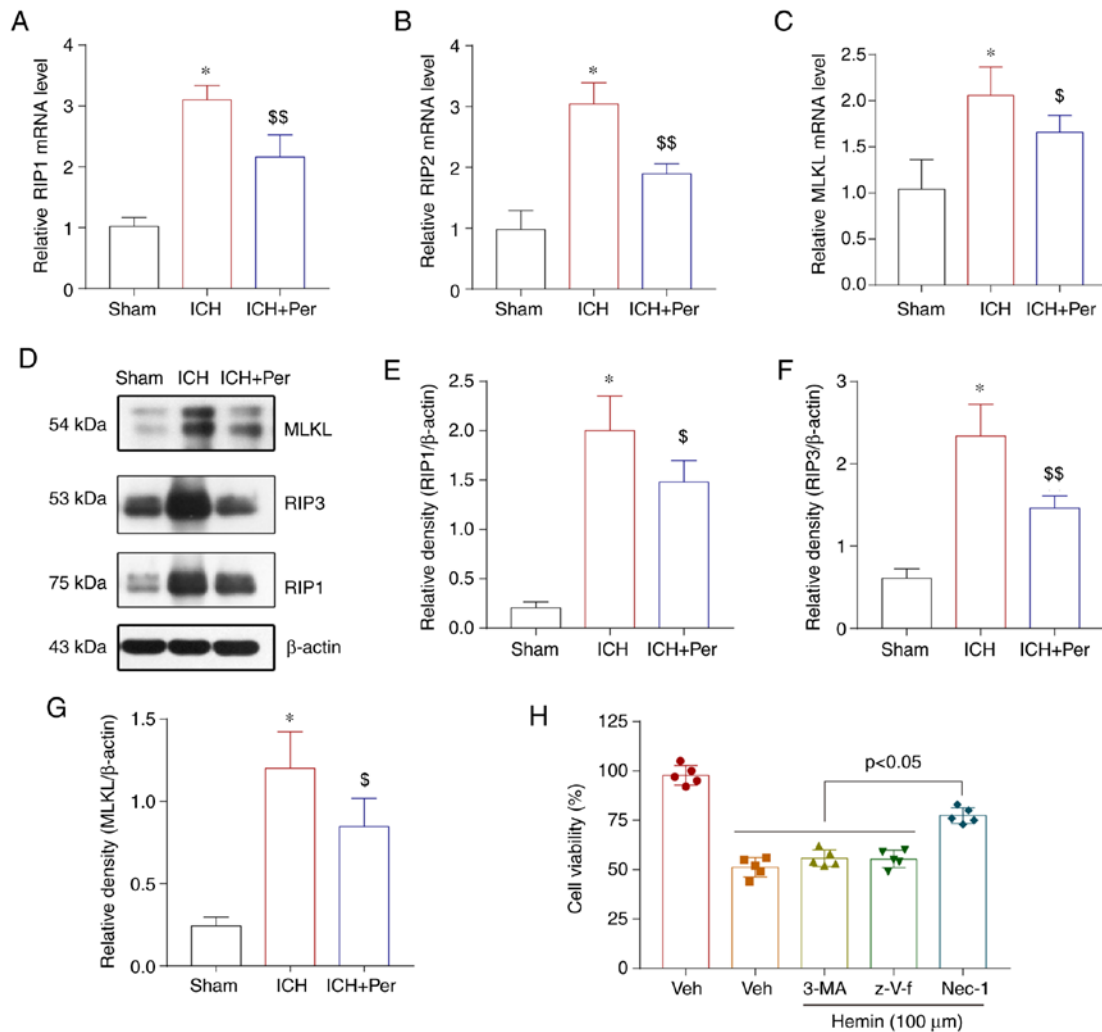 A
Relative RIP1 mRNA level
4
3
2
1
0
*
$$
Sham ICH ICH+Per
B
Relative RIP2 mRNA level
4
3
2
1
0
*
$$
Sham ICH ICH+Per
C
Relative MLKL mRNA level
2.5
2.0
1.5
1.0
0.5
0.0
*
$
Sham ICH ICH+Per
D
Sham ICH ICH+Per
54 kDa MLKL
53 kDa RIP3
75 kDa RIP1
43 kDa β-actin
E
Relative density (RIP1/β-actin)
2.5
2.0
1.5
1.0
0.5
0.0
*
$
Sham ICH ICH+Per
F
Relative density (RIP3/β-actin)
3
2
1
0
*
$$
Sham ICH ICH+Per
G
Relative density (MLKL/β-actin)
1.5
1.0
0.5
0.0
*
$
Sham ICH ICH+Per
H
Cell viability (%)
125
100
75
50
25
0
p<0.05
Veh Veh 3-MA z-V-f Nec-1
Hemin (100 μm)